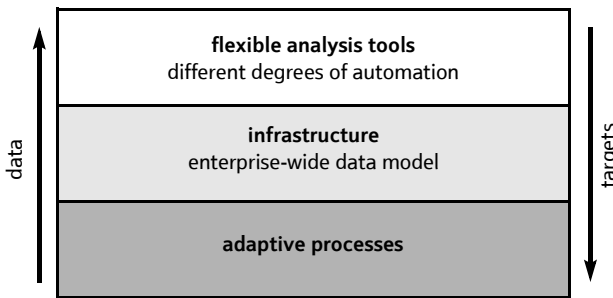 flexible analysis tools
different degrees of automation
infrastructure
enterprise-wide data model
adaptive processes
data
targets